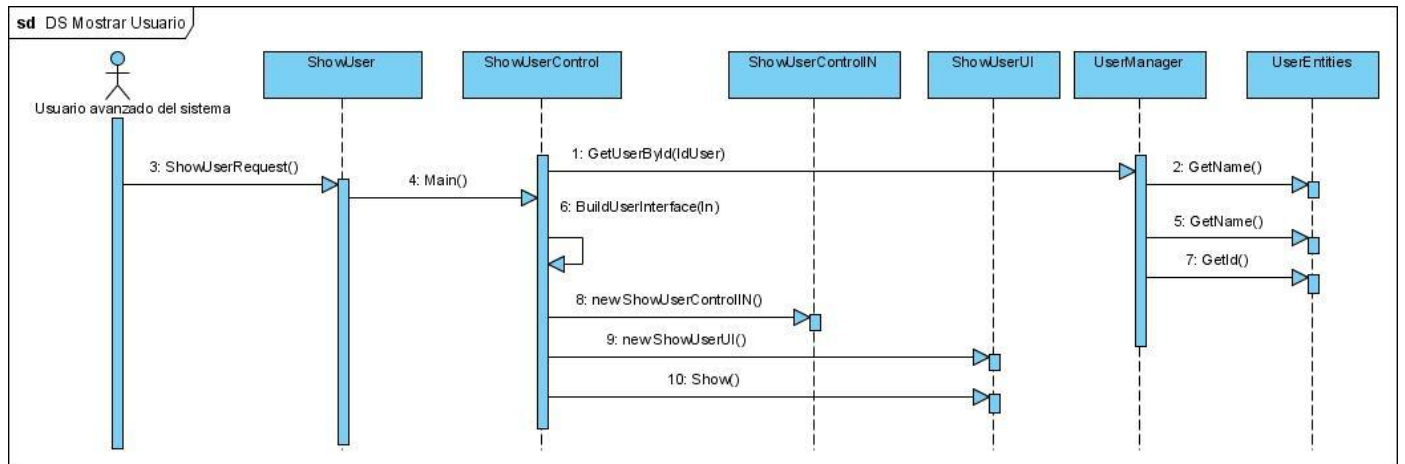 sd DS Mostrar Usuario
ShowUser
ShowUserControl
ShowUserControlIN
ShowUserUI
UserManager
UserEntities
Usuario avanzado del sistema
1: GetUserById(IdUser)
3: ShowUserRequest()
2: GetName()
4: Main()
6: BuildUserInterface(In)
5: GetName()
7: GetId()
8: newShowUserControlIN()
9: newShowUserUI()
10: Show()